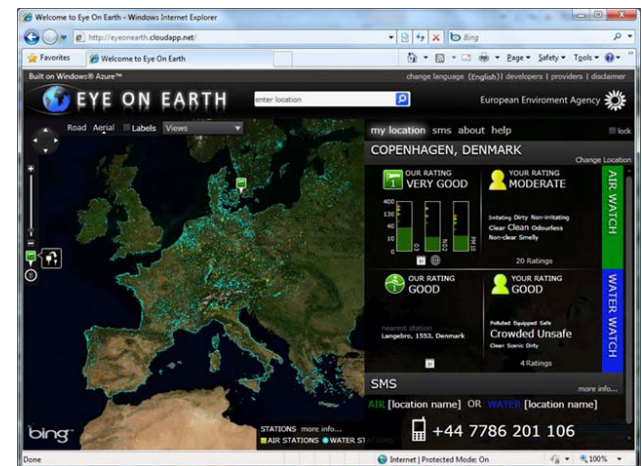 Welcome to Eye On Earth - Windows Internet Explorer
http://eyeonearth.cloudapp.net/
Bing
Favorites
Welcome to Eye On Earth
Page
Safety
Tools
Built on Windows® Azure™
change language (English) | developers | providers | disclaimer
EYE ON EARTH
enter location
European Enviroment Agency
Road Aerial Labels Views
my location sms about help
lock
COPENHAGEN, DENMARK
Change Location
OUR RATING
VERY GOOD
YOUR RATING
MODERATE
AIR WATCH
Irritating Dirty Non-irritating
Clear Clean Odourless
Non-clear Smelly
O3
NO2
PM10
20 Ratings
OUR RATING
GOOD
YOUR RATING
GOOD
WATER WATCH
nearest station
Langebro, 1553, Denmark
Polluted Equipped Safe
Crowded Unsafe
Clean Scenic Dirty
4 Ratings
SMS
more info...
AIR [location name] OR WATER [location name]
+44 7786 201 106
bing
STATIONS more info...
AIR STATIONS WATER STATIONS
Done
Internet | Protected Mode: On
100%